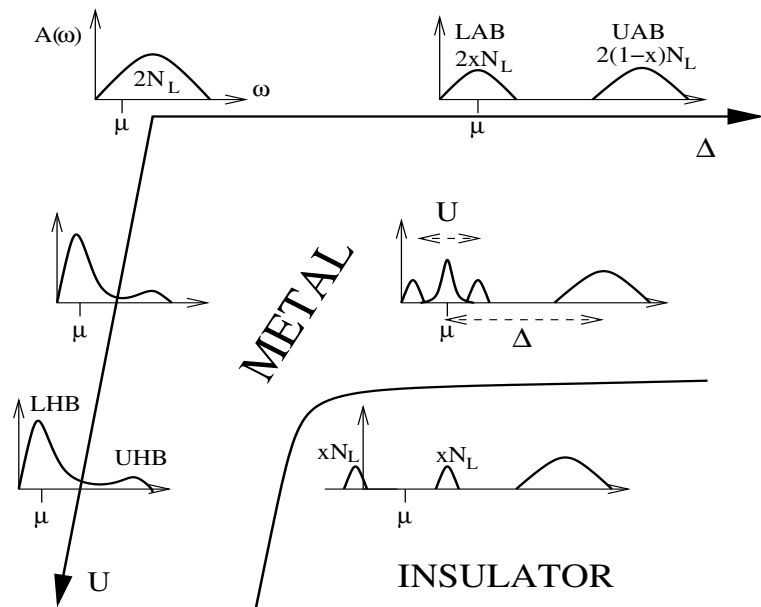 A(ω)
2N_L
ω
μ
LAB
2xN_L
UAB
2(1−x)N_L
μ
Δ
μ
METAL
U
μ
Δ
LHB
UHB
μ
xN_L
xN_L
μ
U
INSULATOR